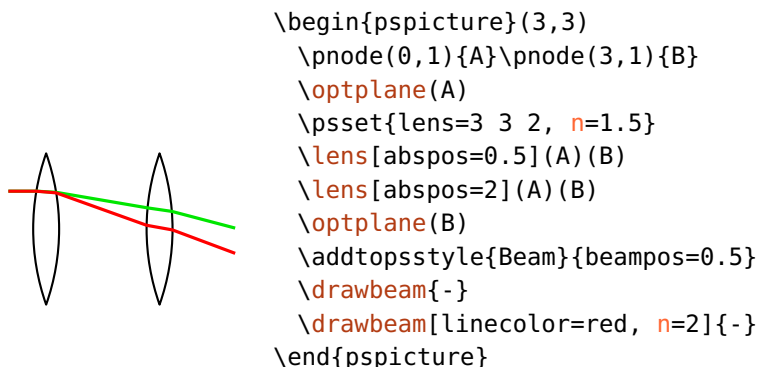 \begin{pspicture}(3,3)
  \pnode(0,1){A}\pnode(3,1){B}
  \optplane(A)
  \psset{lens=3 3 2, n=1.5}
  \lens[abspos=0.5](A)(B)
  \lens[abspos=2](A)(B)
  \optplane(B)
  \addtopsstyle{Beam}{beampos=0.5}
  \drawbeam{-}
  \drawbeam[linecolor=red, n=2]{-}
\end{pspicture}